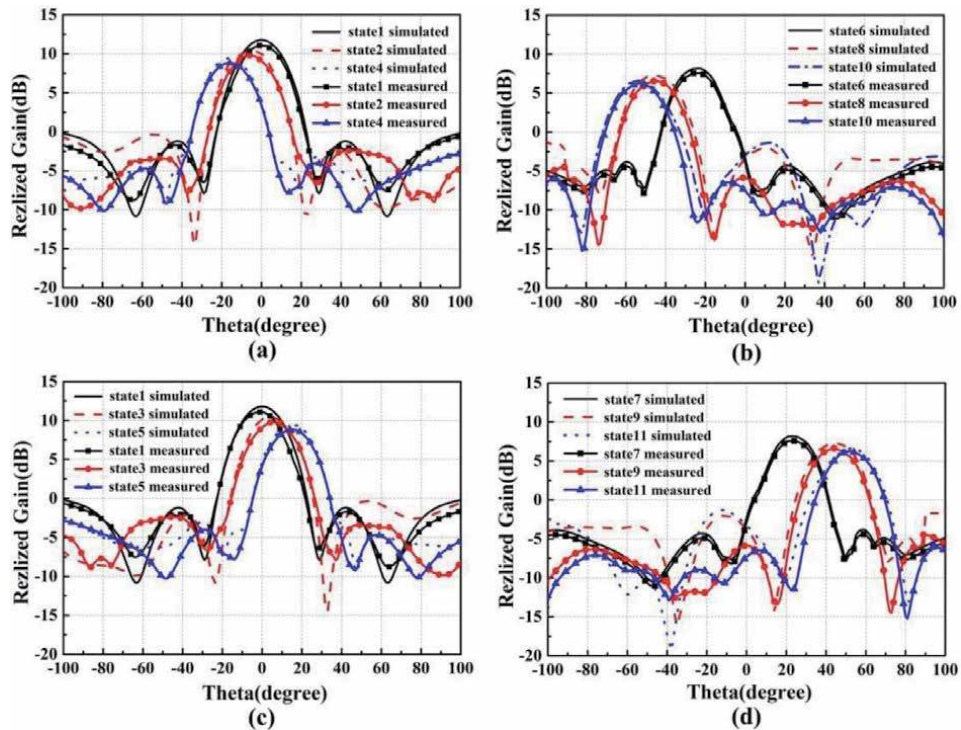 15
10
5
0
-5
-10
-15
-20
Rezlized Gain(dB)
state1 simulated
state2 simulated
state4 simulated
state1 measured
state2 measured
state4 measured
-100 -80 -60 -40 -20 0 20 40 60 80 100
Theta(degree)
(a)
15
10
5
0
-5
-10
-15
-20
Rezlized Gain(dB)
state6 simulated
state8 simulated
state10 simulated
state6 measured
state8 measured
state10 measured
-100 -80 -60 -40 -20 0 20 40 60 80 100
Theta(degree)
(b)
15
10
5
0
-5
-10
-15
-20
Rezlized Gain(dB)
state1 simulated
state3 simulated
state5 simulated
state1 measured
state3 measured
state5 measured
-100 -80 -60 -40 -20 0 20 40 60 80 100
Theta(degree)
(c)
15
10
5
0
-5
-10
-15
-20
Rezlized Gain(dB)
state7 simulated
state9 simulated
state11 simulated
state7 measured
state9 measured
state11 measured
-100 -80 -60 -40 -20 0 20 40 60 80 100
Theta(degree)
(d)